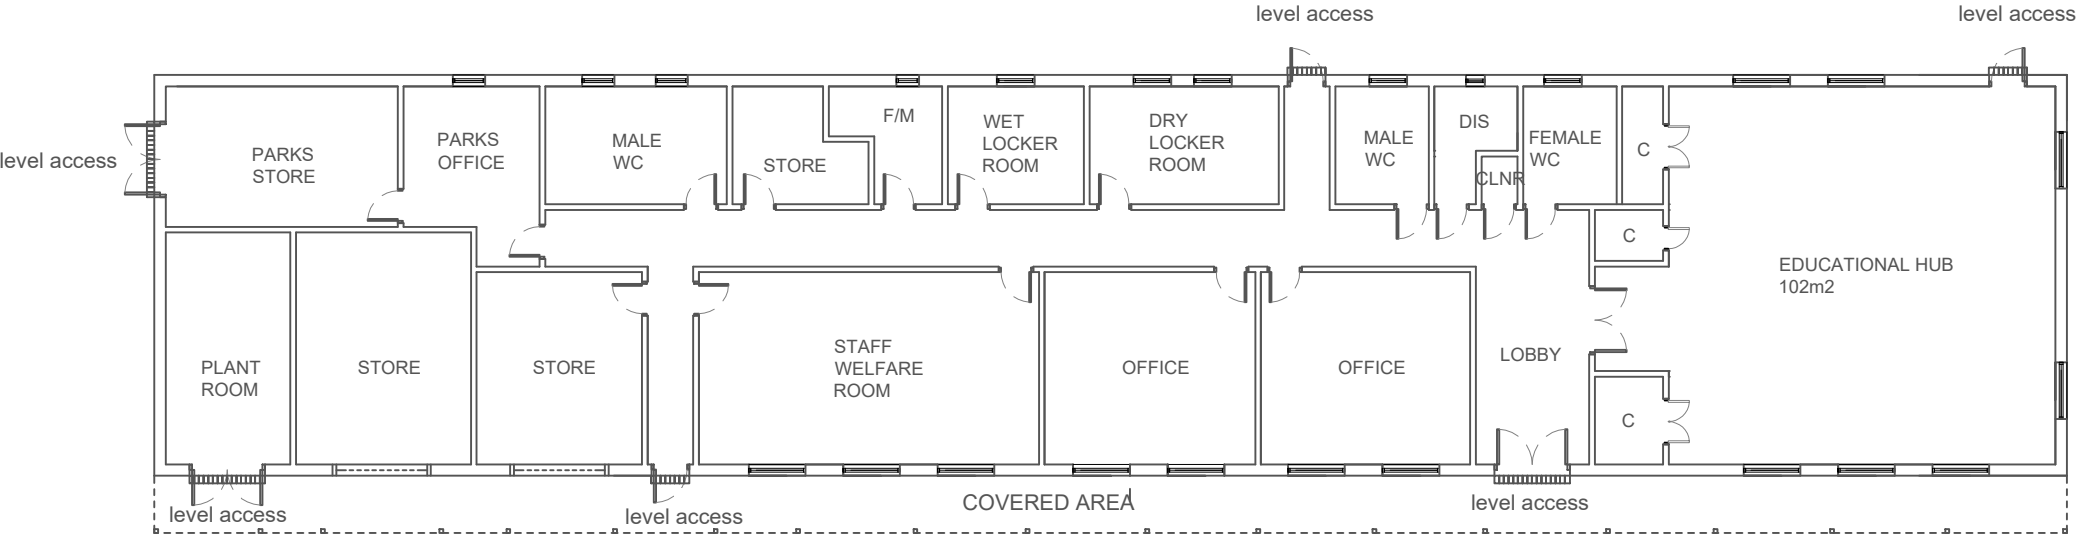 level access
level access
level access
PARKS
STORE
PARKS
OFFICE
MALE
WC
STORE
F/M
WET
LOCKER
ROOM
DRY
LOCKER
ROOM
MALE
WC
DIS
CLNR
FEMALE
WC
C
C
EDUCATIONAL HUB
102m2
PLANT
ROOM
STORE
STORE
STAFF
WELFARE
ROOM
OFFICE
OFFICE
LOBBY
C
level access
level access
COVERED AREA
level access